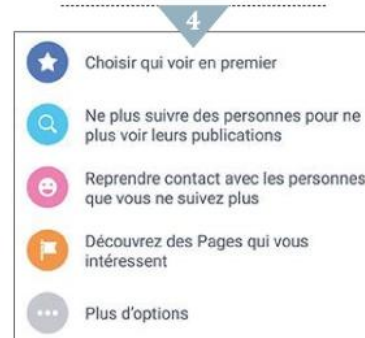 4
Choisir qui voir en premier
Ne plus suivre des personnes pour ne
plus voir leurs publications
Reprendre contact avec les personnes
que vous ne suivez plus
Découvrez des Pages qui vous
intéressent
Plus d'options